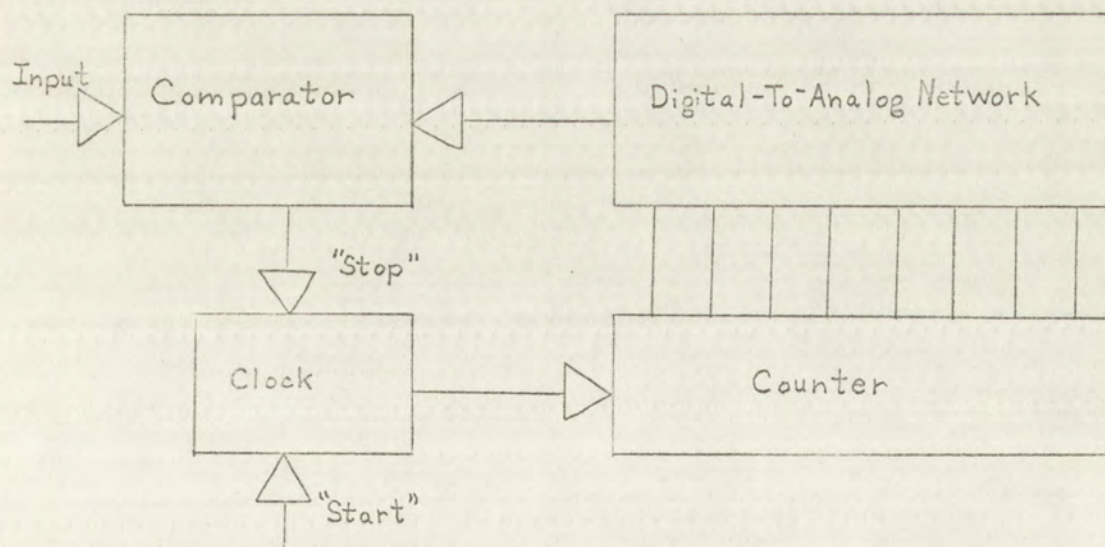 Input
Comparator
Digital-To-Analog Network
"Stop"
Clock
Counter
"Start"